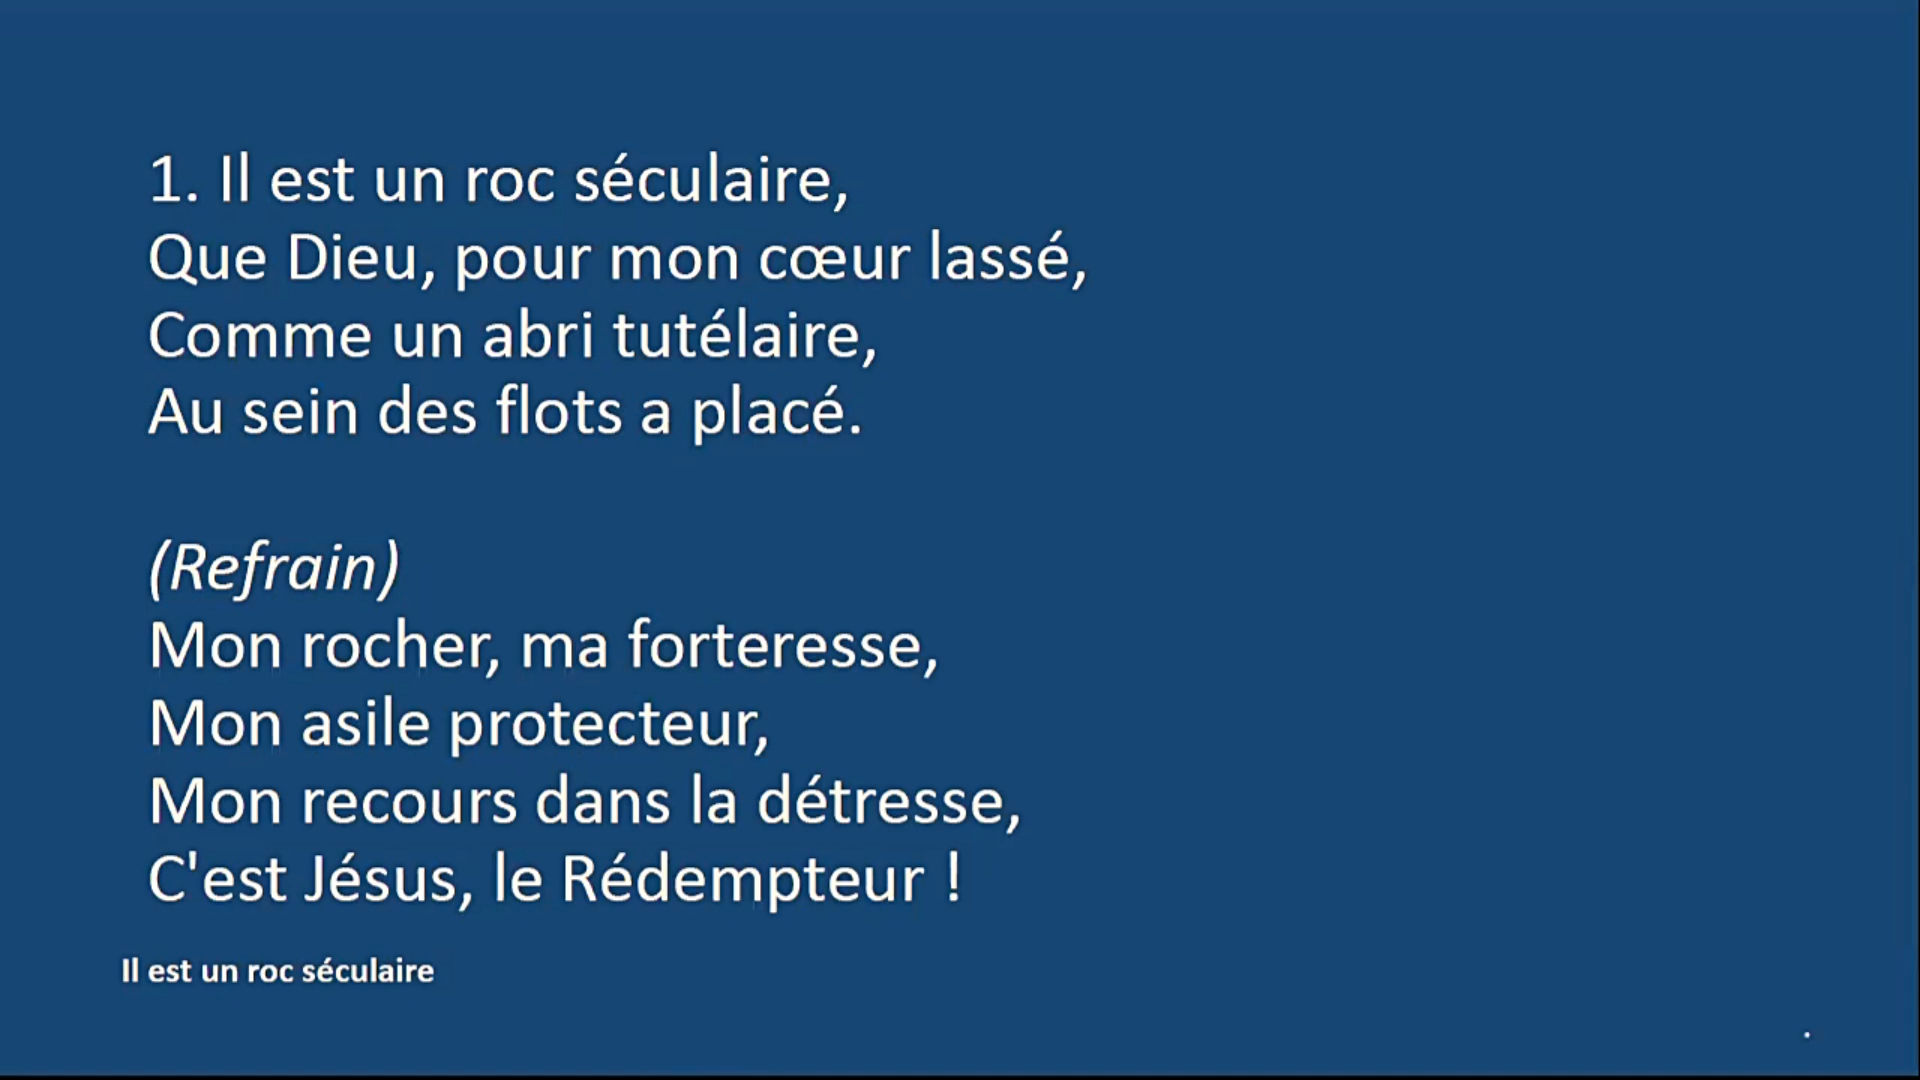 1. Il est un roc séculaire,
Que Dieu, pour mon cœur lassé,
Comme un abri tutélaire,
Au sein des flots a placé.
(Refrain)
Mon rocher, ma forteresse,
Mon asile protecteur,
Mon recours dans la détresse,
C'est Jésus, le Rédempteur !
Il est un roc séculaire
.